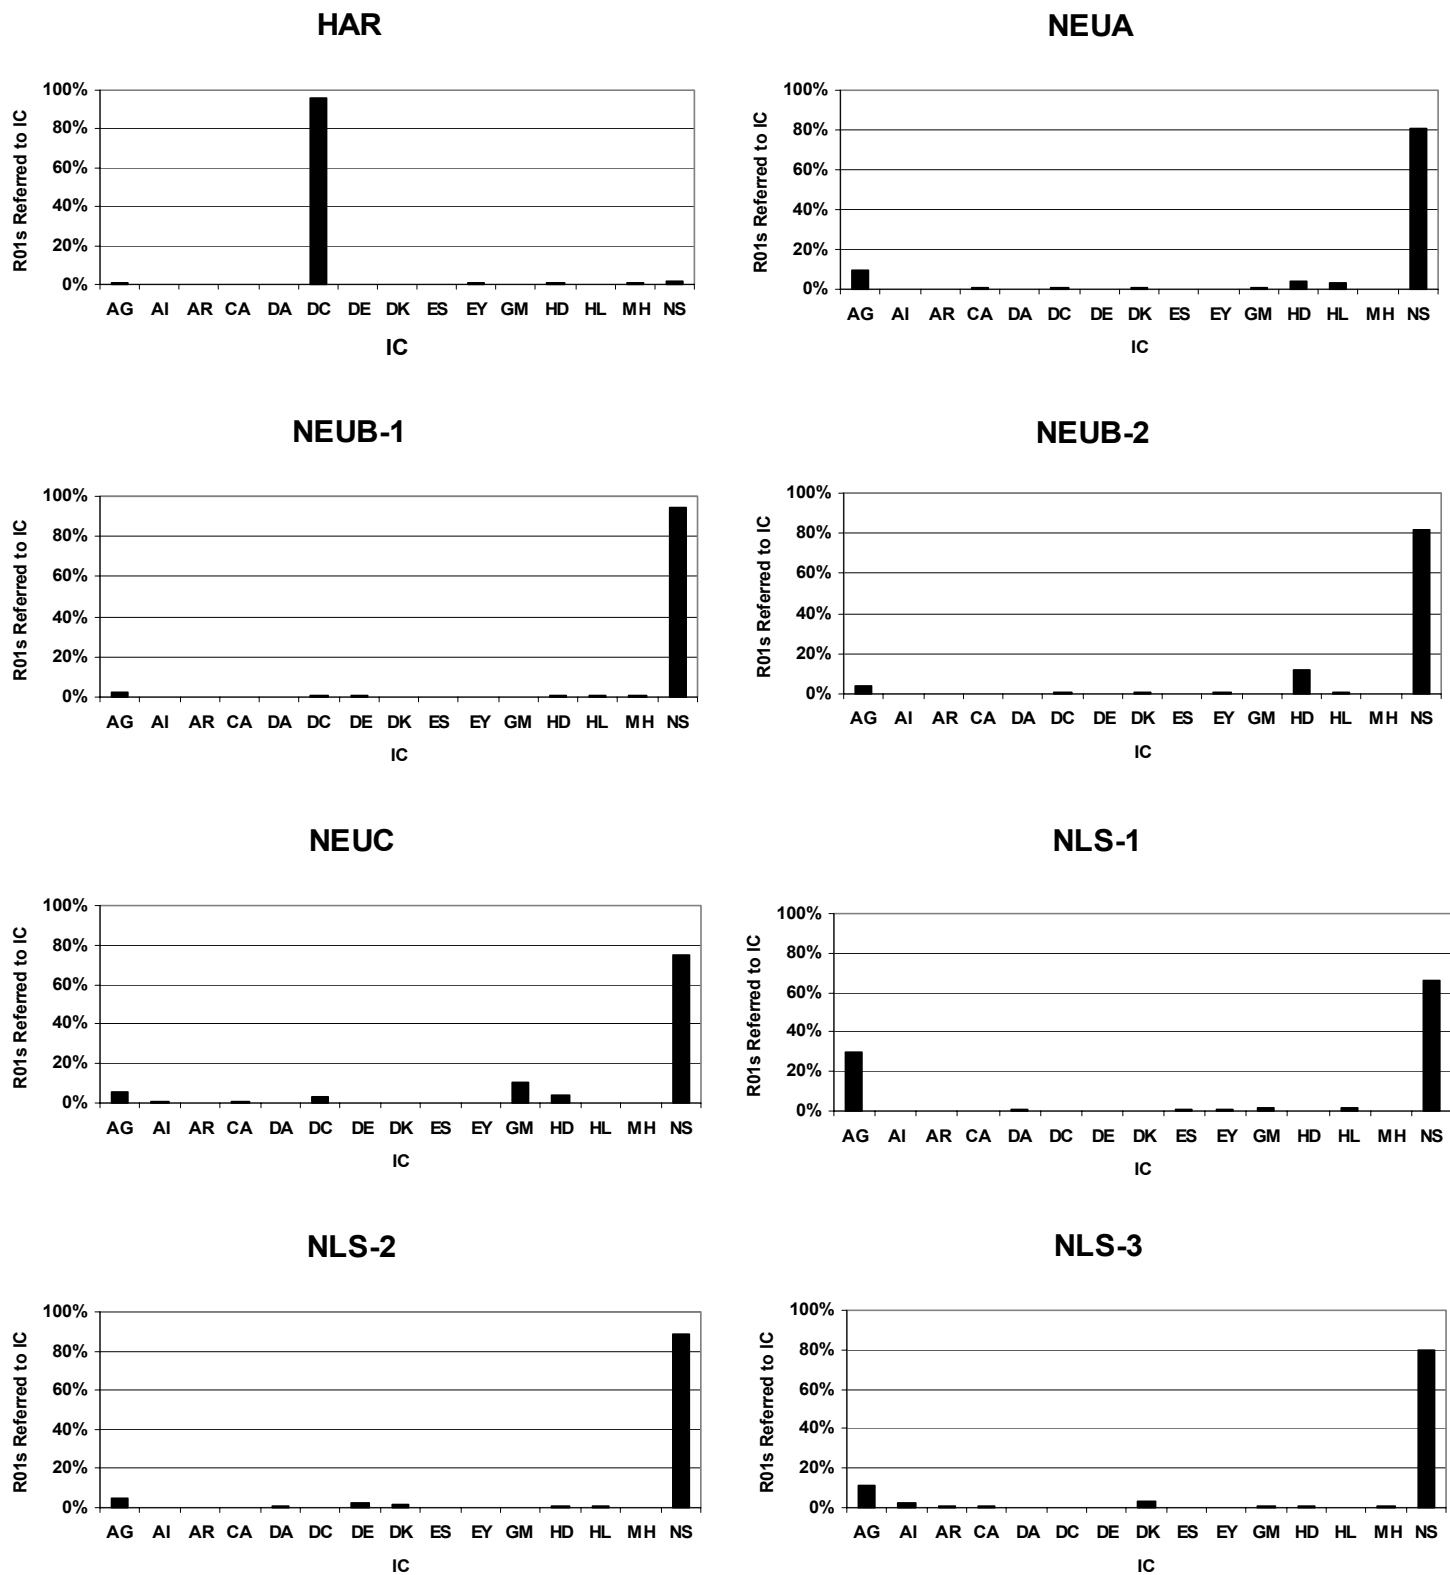 HAR
R01s Referred to IC
100%
80%
60%
40%
20%
0%
AG AI AR CA DA DC DE DK ES EY GM HD HL MH NS
IC
NEUA
R01s Referred to IC
100%
80%
60%
40%
20%
0%
AG AI AR CA DA DC DE DK ES EY GM HD HL MH NS
IC
NEUB-1
R01s Referred to IC
100%
80%
60%
40%
20%
0%
AG AI AR CA DA DC DE DK ES EY GM HD HL MH NS
IC
NEUB-2
R01s Referred to IC
100%
80%
60%
40%
20%
0%
AG AI AR CA DA DC DE DK ES EY GM HD HL MH NS
IC
NEUC
R01s Referred to IC
100%
80%
60%
40%
20%
0%
AG AI AR CA DA DC DE DK ES EY GM HD HL MH NS
IC
NLS-1
R01s Referred to IC
100%
80%
60%
40%
20%
0%
AG AI AR CA DA DC DE DK ES EY GM HD HL MH NS
IC
NLS-2
R01s Referred to IC
100%
80%
60%
40%
20%
0%
AG AI AR CA DA DC DE DK ES EY GM HD HL MH NS
IC
NLS-3
R01s Referred to IC
100%
80%
60%
40%
20%
0%
AG AI AR CA DA DC DE DK ES EY GM HD HL MH NS
IC